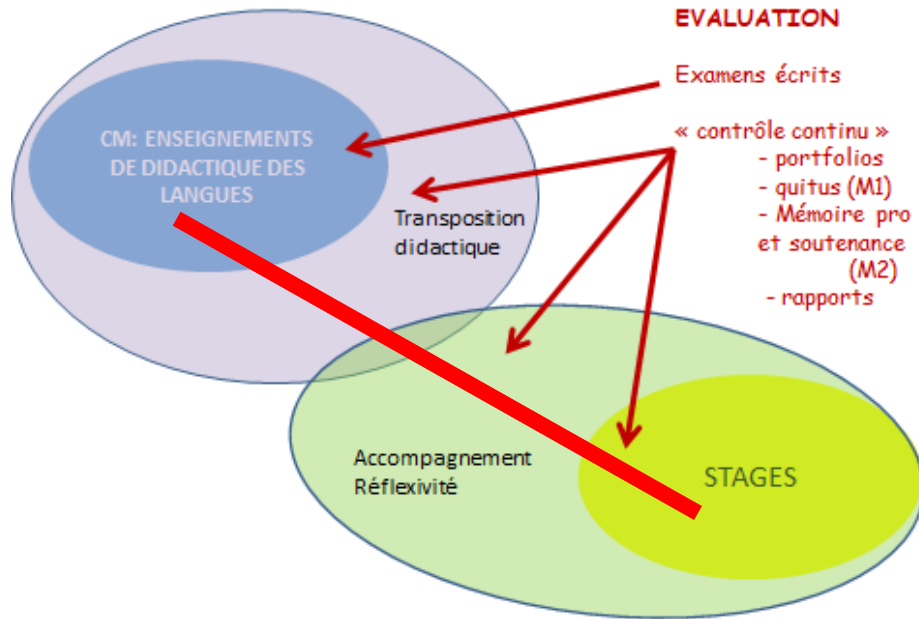 EVALUATION
Examens écrits
« contrôle continu »
- portfolios
- quitus (M1)
- Mémoire pro
et soutenance
(M2)
- rapports
CM: ENSEIGNEMENTS
DE DIDACTIQUE DES
LANGUES
Transposition
didactique
Accompagnement
Réflexivité
STAGES